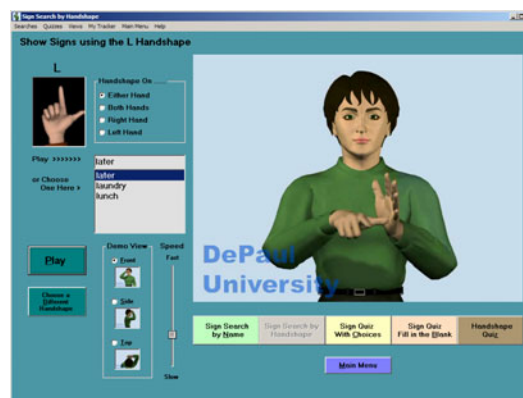 Sign Search by Handshape
Searches Quizzes Views My Tracker Main Menu Help
Show Signs using the L Handshape
L
Handshape On
Either Hand
Both Hands
Right Hand
Left Hand
Play >>>>>>>
later
or Choose
One Here >
later
laundry
lunch
Play
Choose a
Different
Handshape
Demo View
Front
Side
Top
Speed
Fast
Slow
DePaul
University
Sign Search
by Name
Sign Search by
Handshape
Sign Quiz
With Choices
Sign Quiz
Fill in the Blank
Handshape
Quiz
Main Menu